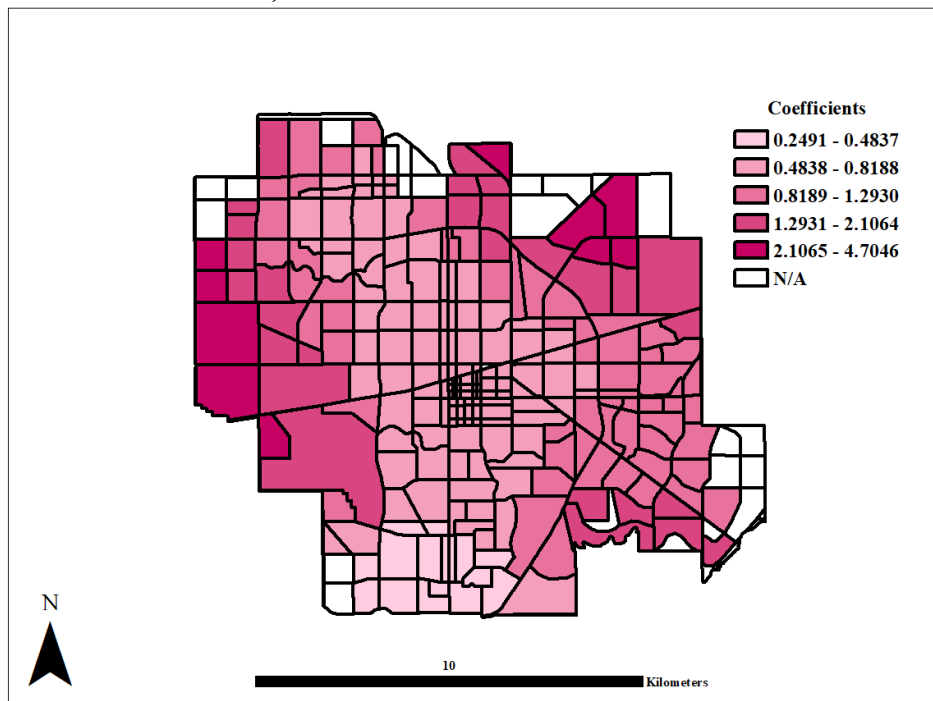 Coefficients
0.2491 - 0.4837
0.4838 - 0.8188
0.8189 - 1.2930
1.2931 - 2.1064
2.1065 - 4.7046
N/A
N
10
Kilometers